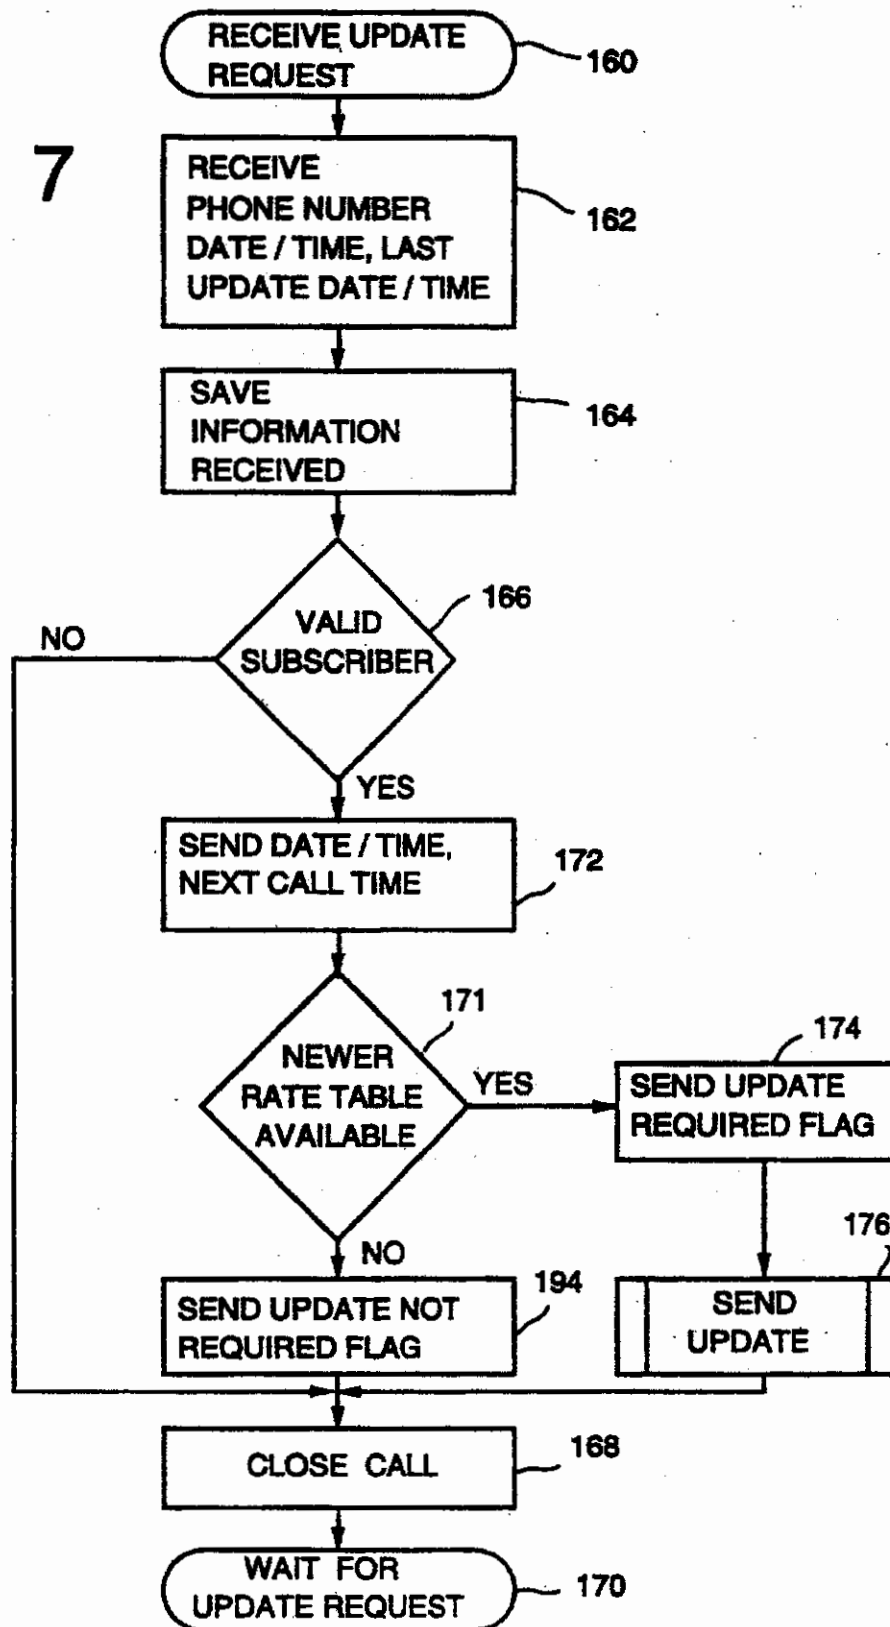 RECEIVE UPDATE
REQUEST
160
7
RECEIVE
PHONE NUMBER
DATE / TIME, LAST
UPDATE DATE / TIME
162
SAVE
INFORMATION
RECEIVED
164
VALID
SUBSCRIBER
166
NO
YES
SEND DATE / TIME,
NEXT CALL TIME
172
NEWER
RATE TABLE
AVAILABLE
171
YES
SEND UPDATE
REQUIRED FLAG
174
NO
SEND UPDATE NOT
REQUIRED FLAG
194
SEND
UPDATE
176
CLOSE CALL
168
WAIT FOR
UPDATE REQUEST
170